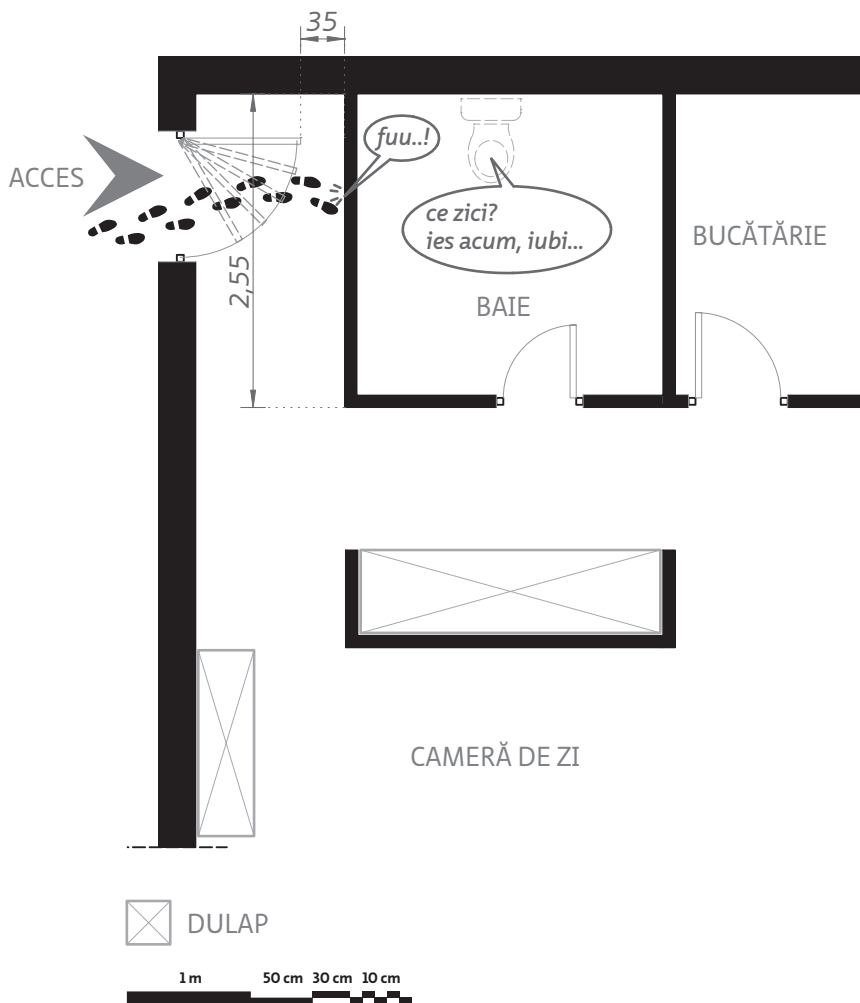 35
fuu..!
ACCES
ce zici?
ies acum, iubi...
BUCĂTĂRIE
2,55
BAIE
CAMERĂ DE ZI
DULAP
1 m 50 cm 30 cm 10 cm